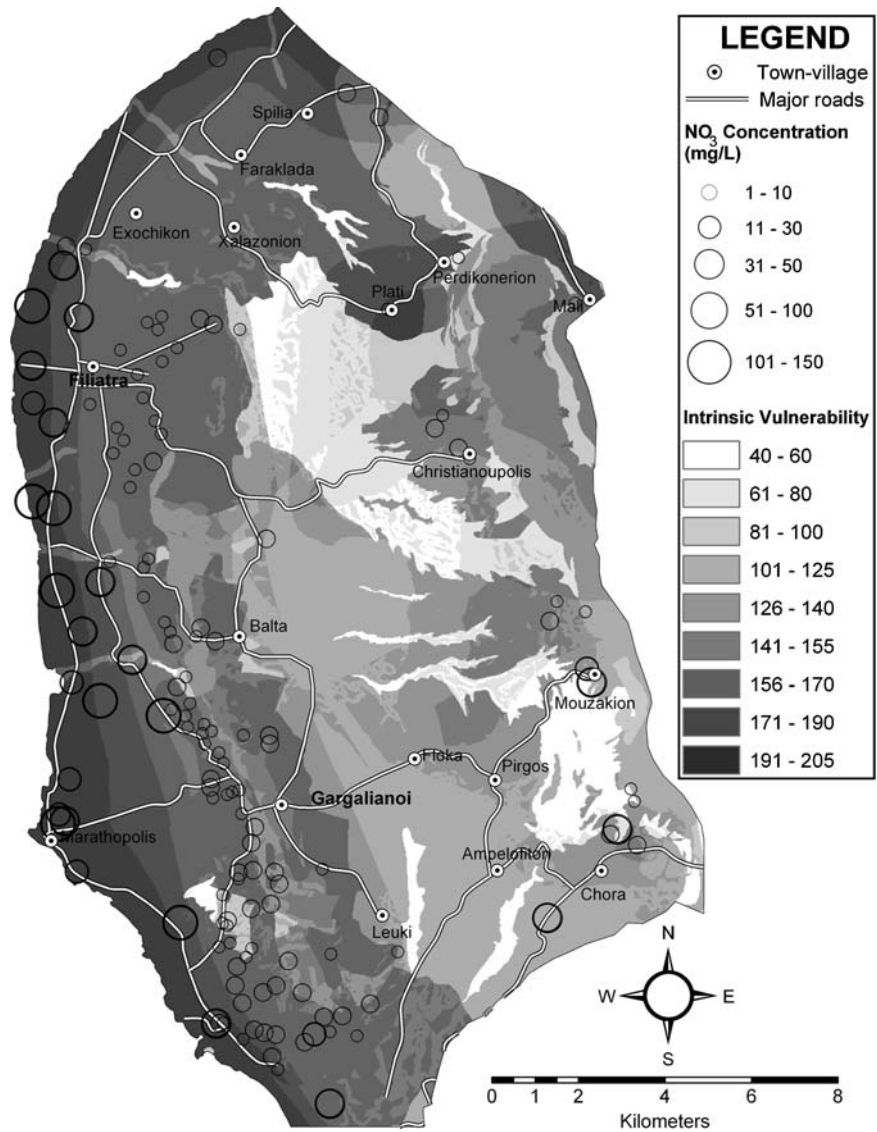 LEGEND
Town-village
Major roads
NO3 Concentration
(mg/L)
1 - 10
11 - 30
31 - 50
51 - 100
101 - 150
Intrinsic Vulnerability
40 - 60
61 - 80
81 - 100
101 - 125
126 - 140
141 - 155
156 - 170
171 - 190
191 - 205
Spilia
Faraklada
Exochikon
Xalazonion
Perdikonerion
Plati
Mali
Filiatra
Christianoupolis
Balta
Mouzakion
Floka
Pirgos
Gargalianoi
Marathopolis
Ampelofiton
Chora
Leuki
N
W
E
S
0 1 2 4 6 8
Kilometers